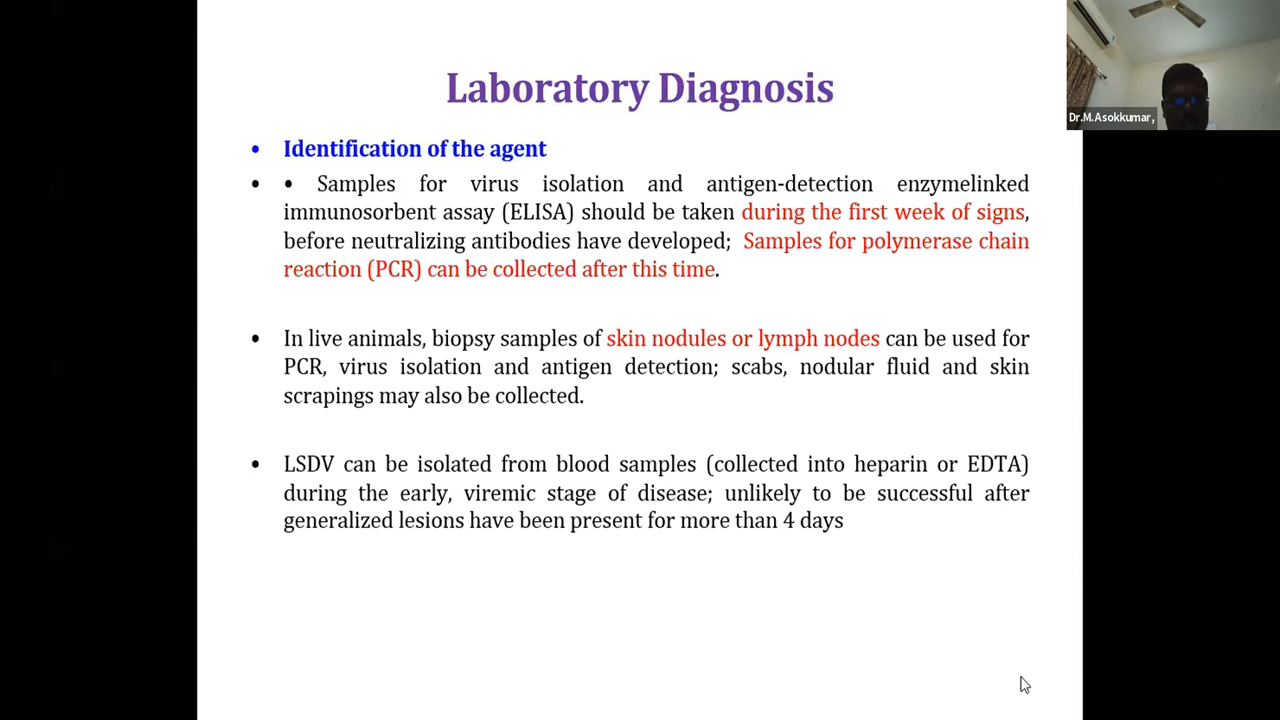 Laboratory Diagnosis
Dr.M.Asokkumar,
• Identification of the agent
• • Samples for virus isolation and antigen-detection enzymelinked
immunosorbent assay (ELISA) should be taken during the first week of signs,
before neutralizing antibodies have developed; Samples for polymerase chain
reaction (PCR) can be collected after this time.
• In live animals, biopsy samples of skin nodules or lymph nodes can be used for
PCR, virus isolation and antigen detection; scabs, nodular fluid and skin
scrapings may also be collected.
• LSDV can be isolated from blood samples (collected into heparin or EDTA)
during the early, viremic stage of disease; unlikely to be successful after
generalized lesions have been present for more than 4 days